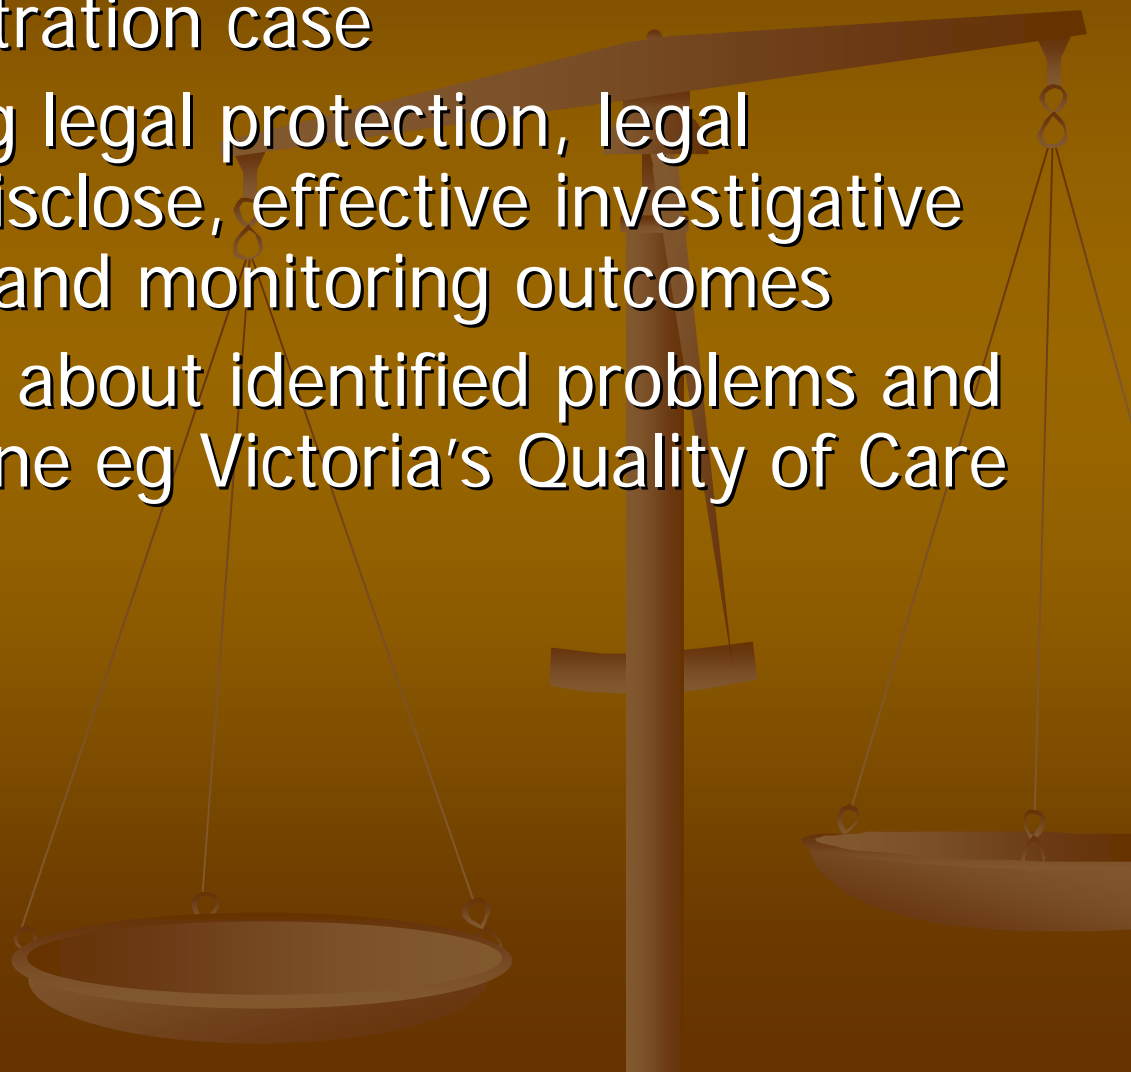 tration case
g legal protection, legal
isclose, effective investigative
and monitoring outcomes
about identified problems and
ne eg Victoria's Quality of Care